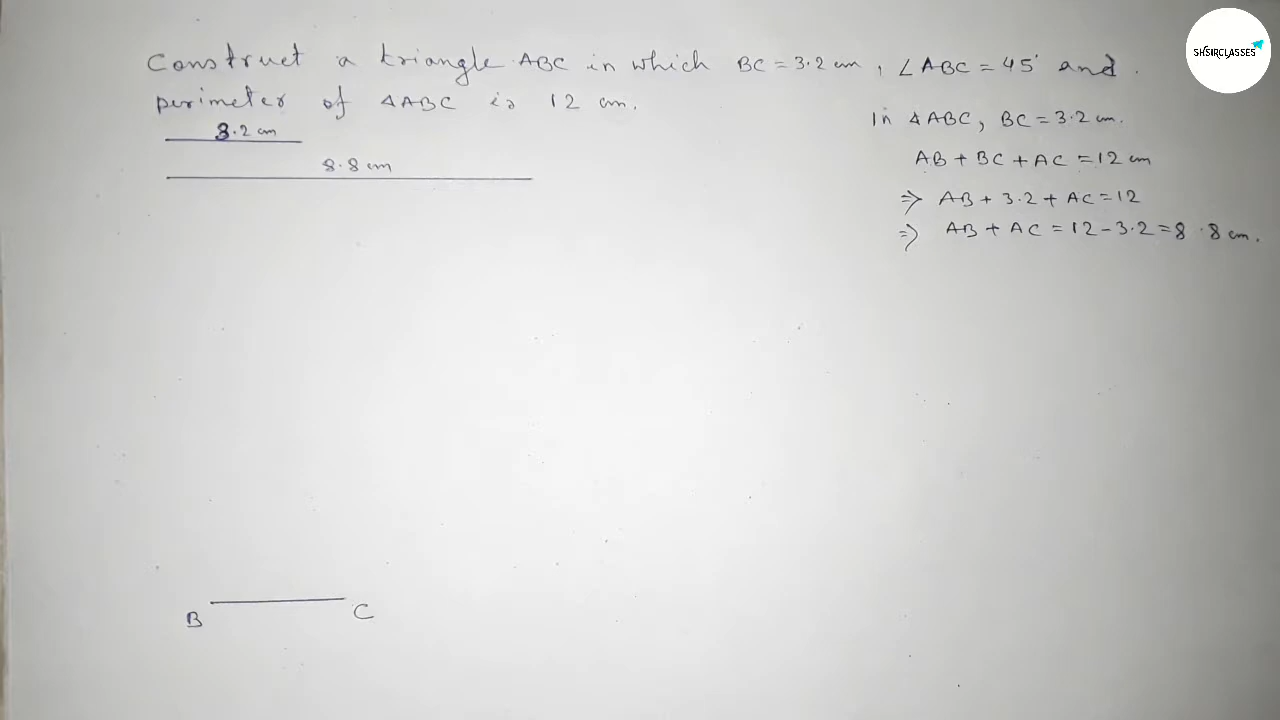 SHSIRCLASSES
Construct a triangle ABC in which BC = 3.2 cm, ∠ABC = 45° and
perimeter of △ABC is 12 cm.
3.2 cm
8.8 cm
In △ABC, BC = 3.2 cm.
AB + BC + AC = 12 cm
⇒ AB + 3.2 + AC = 12
⇒ AB + AC = 12 - 3.2 = 8.8 cm.
B C